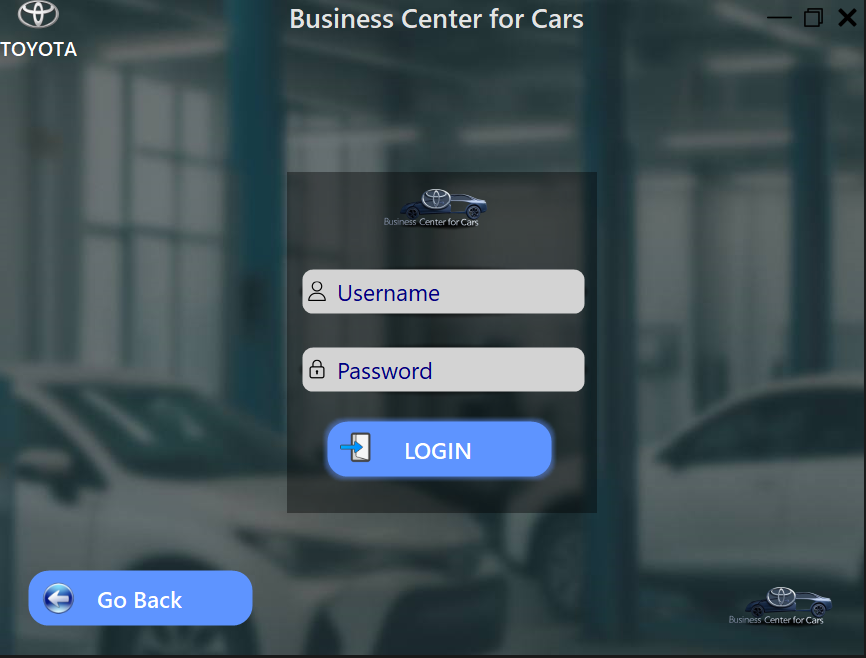 Business Center for Cars
TOYOTA
Business Center for Cars
Username
Password
LOGIN
Go Back
Business Center for Cars